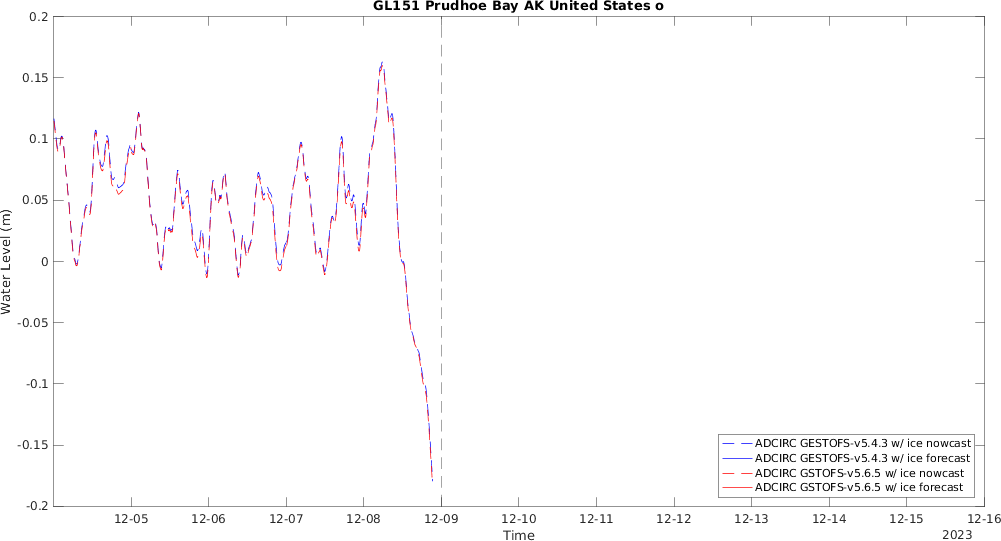 GL151 Prudhoe Bay AK United States o
0.2
0.15
0.1
0.05
0
-0.05
-0.1
-0.15
-0.2
Water Level (m)
ADCIRC GESTOFS-v5.4.3 w/ ice nowcast
ADCIRC GESTOFS-v5.4.3 w/ ice forecast
ADCIRC GSTOFS-v5.6.5 w/ ice nowcast
ADCIRC GSTOFS-v5.6.5 w/ ice forecast
12-05 12-06 12-07 12-08 12-09 12-10 12-11 12-12 12-13 12-14 12-15 12-16
Time
2023